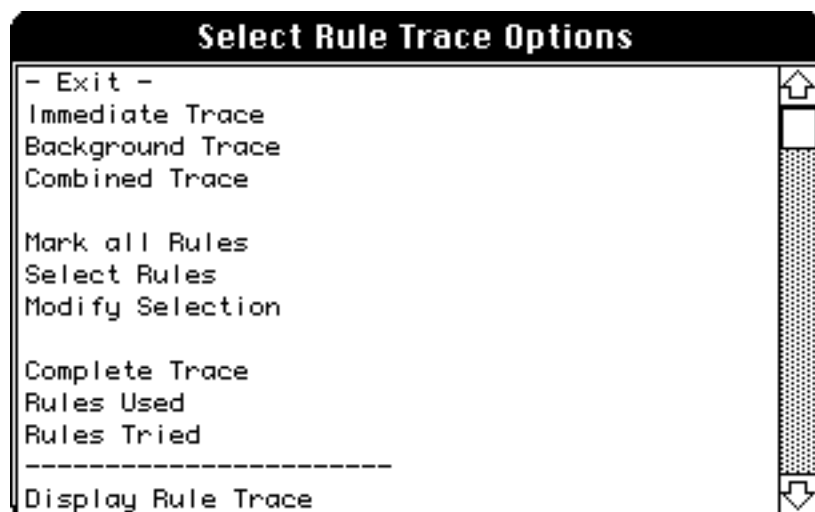 Select Rule Trace Options
- Exit -
Immediate Trace
Background Trace
Combined Trace
Mark all Rules
Select Rules
Modify Selection
Complete Trace
Rules Used
Rules Tried
-----------------------
Display Rule Trace